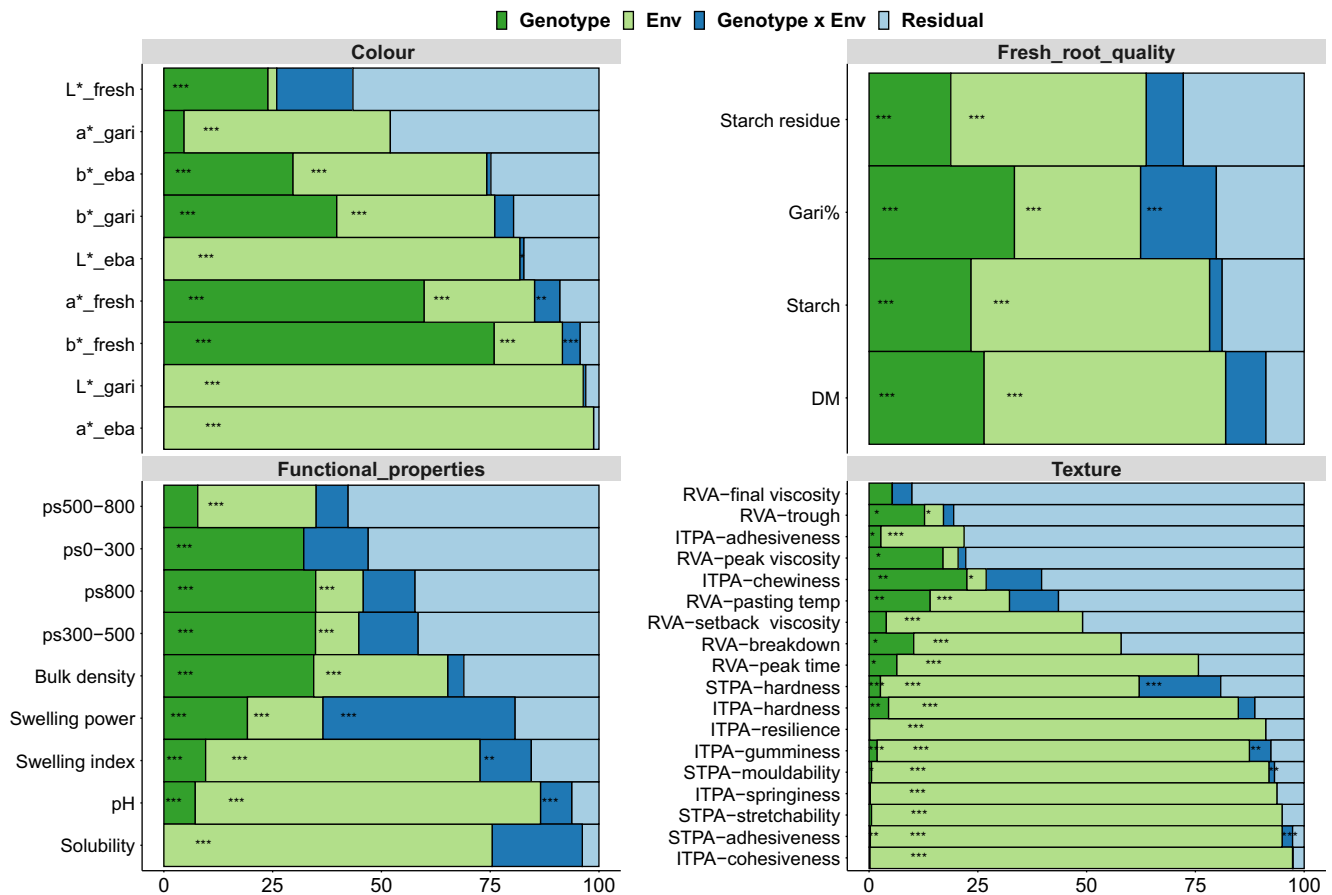 Genotype Env Genotype x Env Residual
Colour
L*_fresh ***
a*_gari ***
b*_eba *** ***
b*_gari *** ***
L*_eba *** *
a*_fresh *** *** **
b*_fresh *** *** ***
L*_gari ***
a*_eba ***
Fresh_root_quality
Starch residue *** ***
Gari% *** *** ***
Starch *** ***
DM *** ***
Functional_properties
ps500−800 ***
ps0−300 ***
ps800 *** ***
ps300−500 *** ***
Bulk density *** ***
Swelling power *** *** ***
Swelling index *** *** **
pH *** *** ***
Solubility ***
0 25 50 75 100
Texture
RVA−final viscosity
RVA−trough * *
ITPA−adhesiveness * ***
RVA−peak viscosity *
ITPA−chewiness ** *
RVA−pasting temp ** ***
RVA−setback viscosity ***
RVA−breakdown * ***
RVA−peak time * ***
STPA−hardness *** *** ***
ITPA−hardness ** ***
ITPA−resilience ***
ITPA−gumminess *** *** **
STPA−mouldability * *** **
ITPA−springiness ***
STPA−stretchability ***
STPA−adhesiveness ** *** ***
ITPA−cohesiveness ***
0 25 50 75 100